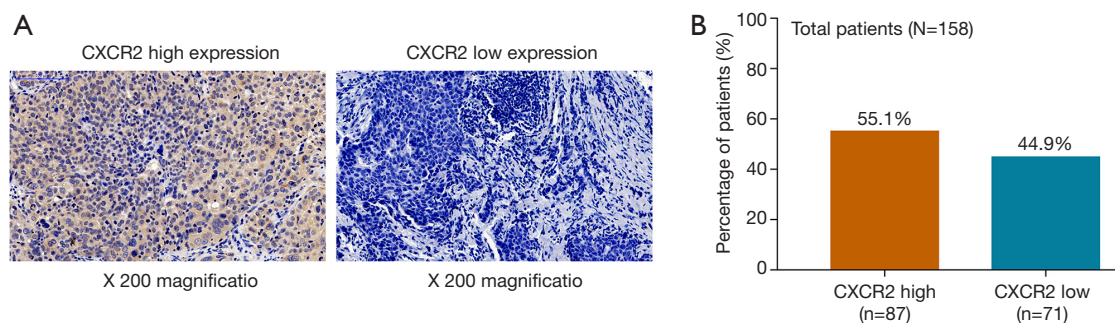 A
CXCR2 high expression
CXCR2 low expression
X 200 magnificatio
X 200 magnificatio
B
Total patients (N=158)
Percentage of patients (%)
100
80
60
40
20
0
55.1%
44.9%
CXCR2 high
(n=87)
CXCR2 low
(n=71)